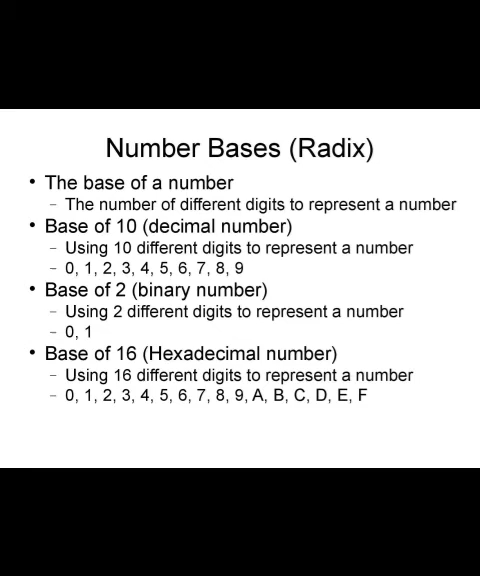 Number Bases (Radix)
• The base of a number
– The number of different digits to represent a number
• Base of 10 (decimal number)
– Using 10 different digits to represent a number
– 0, 1, 2, 3, 4, 5, 6, 7, 8, 9
• Base of 2 (binary number)
– Using 2 different digits to represent a number
– 0, 1
• Base of 16 (Hexadecimal number)
– Using 16 different digits to represent a number
– 0, 1, 2, 3, 4, 5, 6, 7, 8, 9, A, B, C, D, E, F